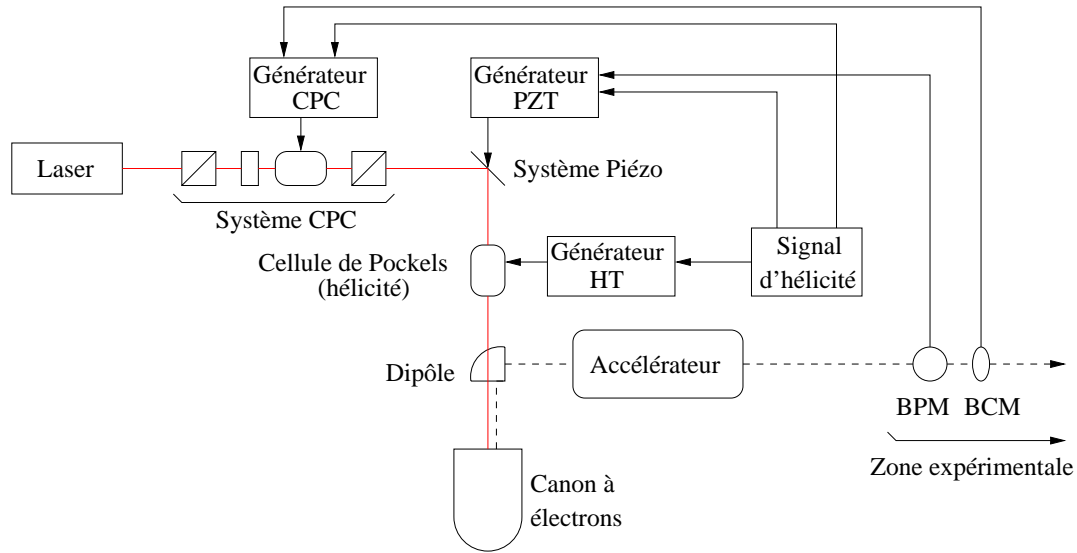 Générateur
CPC
Générateur
PZT
Laser
Système Piézo
Système CPC
Cellule de Pockels
(hélicité)
Générateur
HT
Signal
d'hélicité
Dipôle
Accélérateur
BPM
BCM
Zone expérimentale
Canon à
électrons